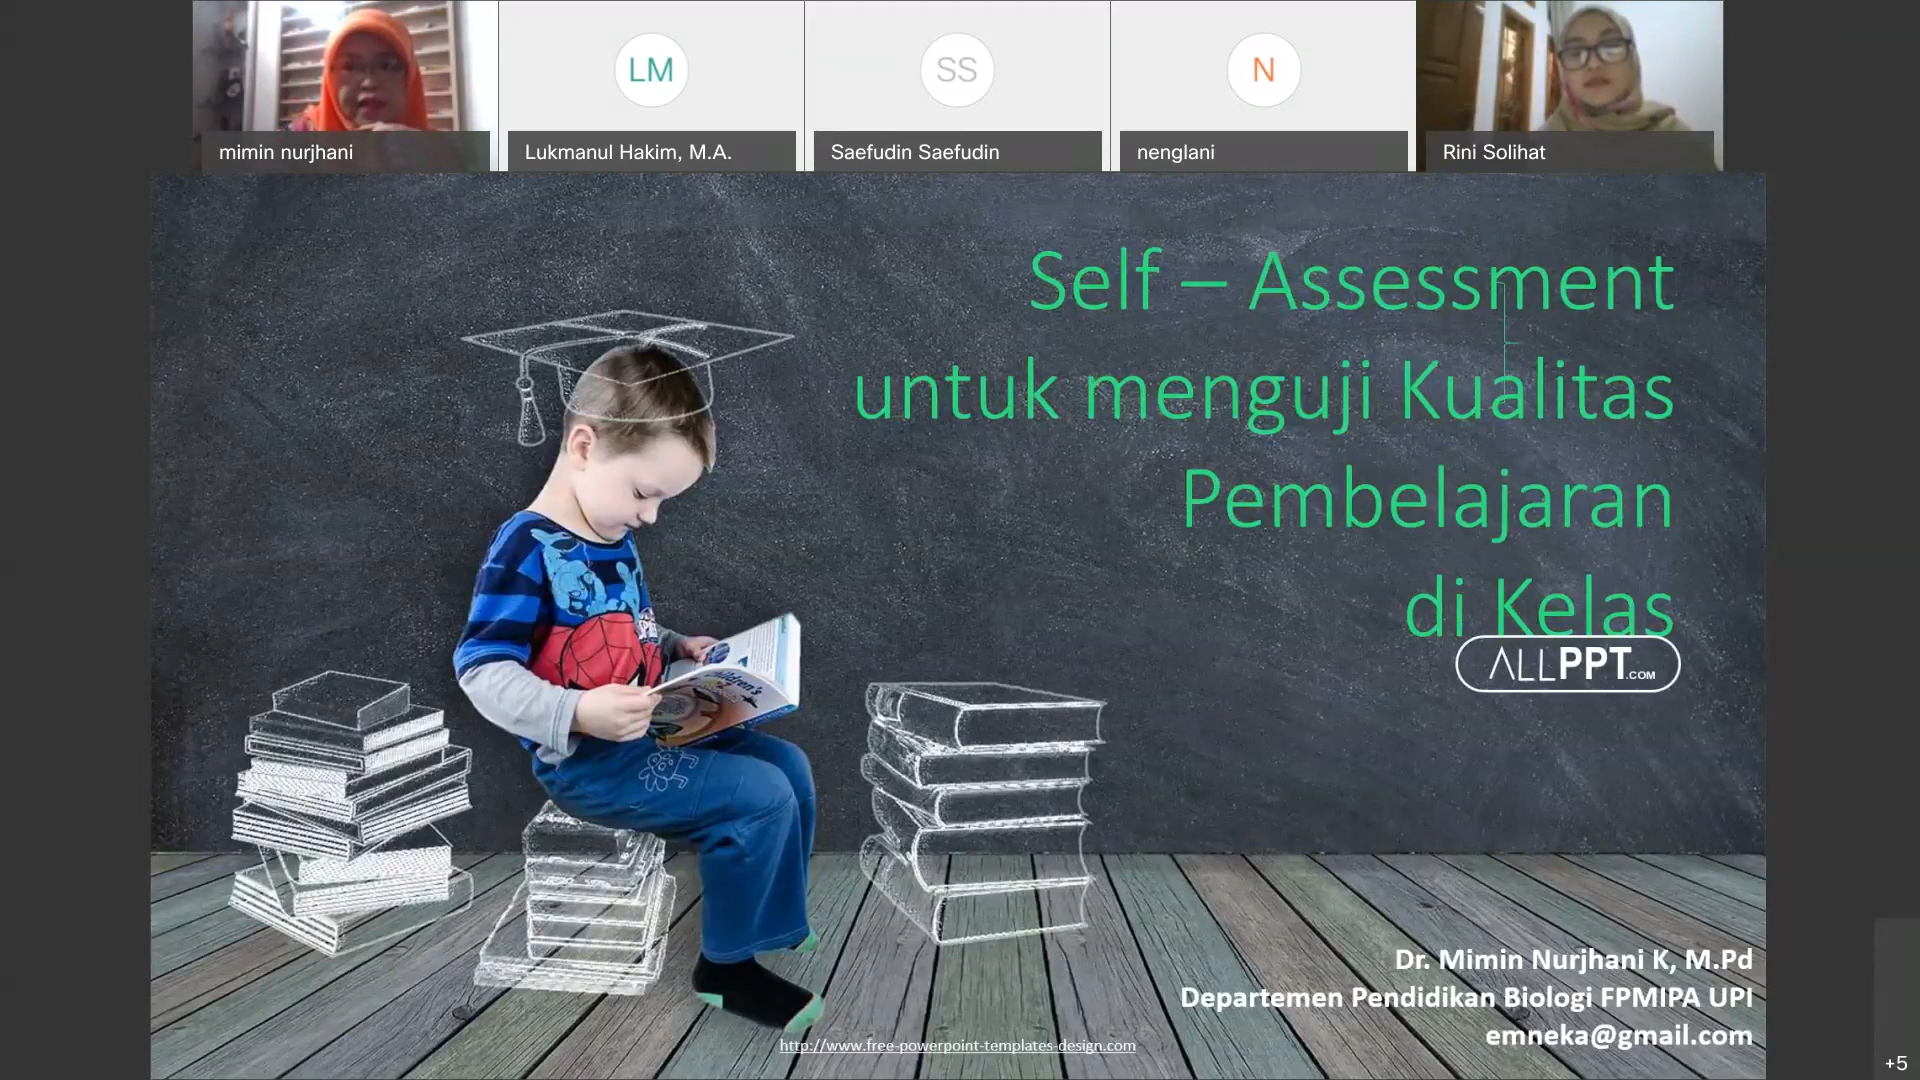 LM
SS
N
mimin nurjhani
Lukmanul Hakim, M.A.
Saefudin Saefudin
nenglani
Rini Solihat
Self – Assessment
untuk menguji Kualitas
Pembelajaran
di Kelas
ALLPPT.COM
Dr. Mimin Nurjhani K, M.Pd
Departemen Pendidikan Biologi FPMIPA UPI
emneka@gmail.com
http://www.free-powerpoint-templates-design.com
+5